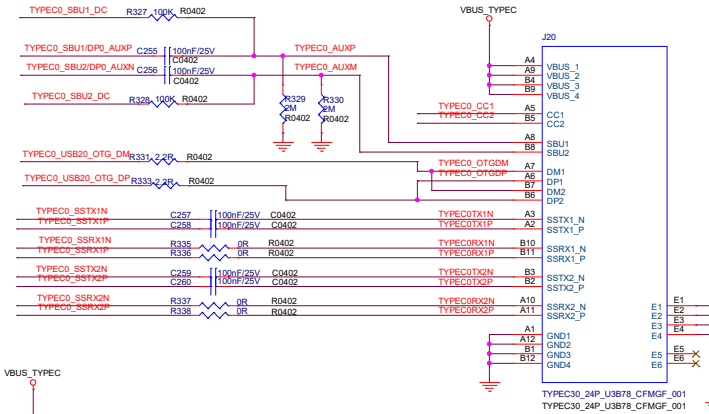 TYPEC0_SBU1_DC R327 100K R0402
VBUS_TYPEC
J20
TYPEC0_SBU1/DP0_AUXP C255 100nF/25V C0402 TYPEC0_AUXP
TYPEC0_SBU2/DP0_AUXN C256 100nF/25V C0402 TYPEC0_AUXM
TYPEC0_SBU2_DC R328 100K R0402
R329 2M R0402
R330 2M R0402
A4 VBUS_1
A9 VBUS_2
B4 VBUS_3
B9 VBUS_4
TYPEC0_CC1 A5 CC1
TYPEC0_CC2 B5 CC2
A8 SBU1
B8 SBU2
TYPEC0_USB20_OTG_DM R331 2.2R R0402 TYPEC0_OTGDM A7 DM1
TYPEC0_OTGDP A6 DP1
B7 DM2
TYPEC0_USB20_OTG_DP R333 2.2R R0402 B6 DP2
TYPEC0_SSTX1N C257 100nF/25V C0402 TYPEC0TX1N A3 SSTX1_N
TYPEC0_SSTX1P C258 TYPEC0TX1P A2 SSTX1_P
TYPEC0_SSRX1N R335 0R R0402 TYPEC0RX1N B10 SSRX1_N
TYPEC0_SSRX1P R336 0R R0402 TYPEC0RX1P B11 SSRX1_P
TYPEC0_SSTX2N C259 100nF/25V C0402 TYPEC0TX2N B3 SSTX2_N
TYPEC0_SSTX2P C260 100nF/25V C0402 TYPEC0TX2P B2 SSTX2_P
TYPEC0_SSRX2N R337 0R R0402 TYPEC0RX2N A10 SSRX2_N E1 E1
TYPEC0_SSRX2P R338 0R R0402 TYPEC0RX2P A11 SSRX2_P E2 E2
E3 E3
A1 GND1 E4 E4
A12 GND2
B1 GND3 E5 E5
B12 GND4 E6 E6
VBUS_TYPEC
TYPEC30_24P_U3B78_CFMGF_001
TYPEC30_24P_U3B78_CFMGF_001